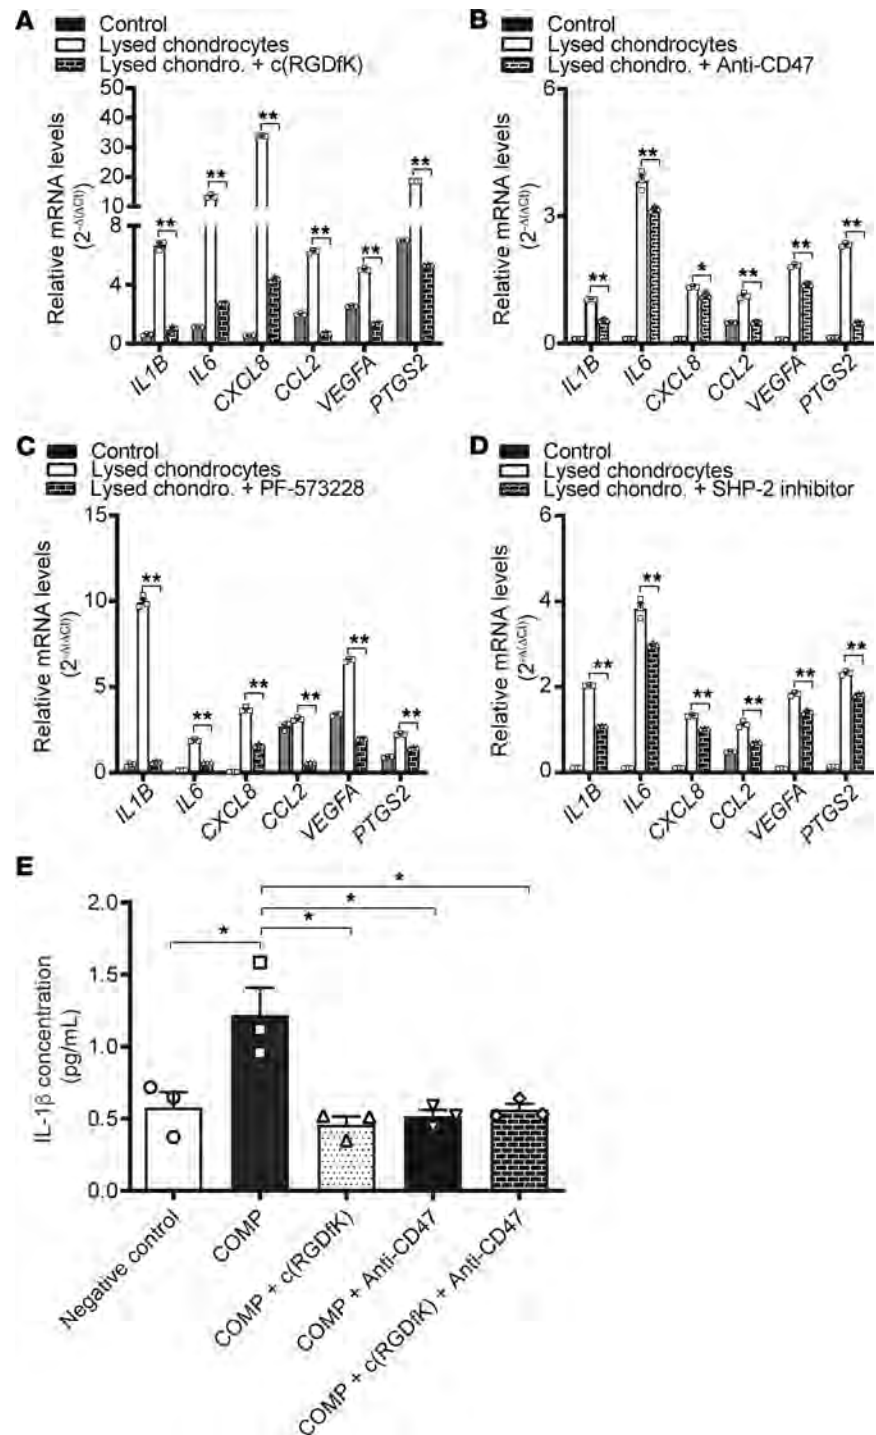 A
Control
Lysed chondrocytes
Lysed chondro. + c(RGDfK)
Relative mRNA levels
(2^-Δ(ΔCt))
50
40
30
20
10
8
4
0
**
**
**
**
**
**
IL1B
IL6
CXCL8
CCL2
VEGFA
PTGS2
B
Control
Lysed chondrocytes
Lysed chondro. + Anti-CD47
Relative mRNA levels
(2^-Δ(ΔCt))
6
3
0
**
**
*
**
**
**
IL1B
IL6
CXCL8
CCL2
VEGFA
PTGS2
C
Control
Lysed chondrocytes
Lysed chondro. + PF-573228
Relative mRNA levels
(2^-Δ(ΔCt))
15
10
5
0
**
**
**
**
**
**
IL1B
IL6
CXCL8
CCL2
VEGFA
PTGS2
D
Control
Lysed chondrocytes
Lysed chondro. + SHP-2 inhibitor
Relative mRNA levels
(2^-Δ(ΔCt))
6
4
2
0
**
**
**
**
**
**
IL1B
IL6
CXCL8
CCL2
VEGFA
PTGS2
E
IL-1β concentration
(pg/mL)
2.0
1.5
1.0
0.5
0.0
*
*
*
*
Negative control
COMP
COMP + c(RGDfK)
COMP + Anti-CD47
COMP + c(RGDfK) + Anti-CD47